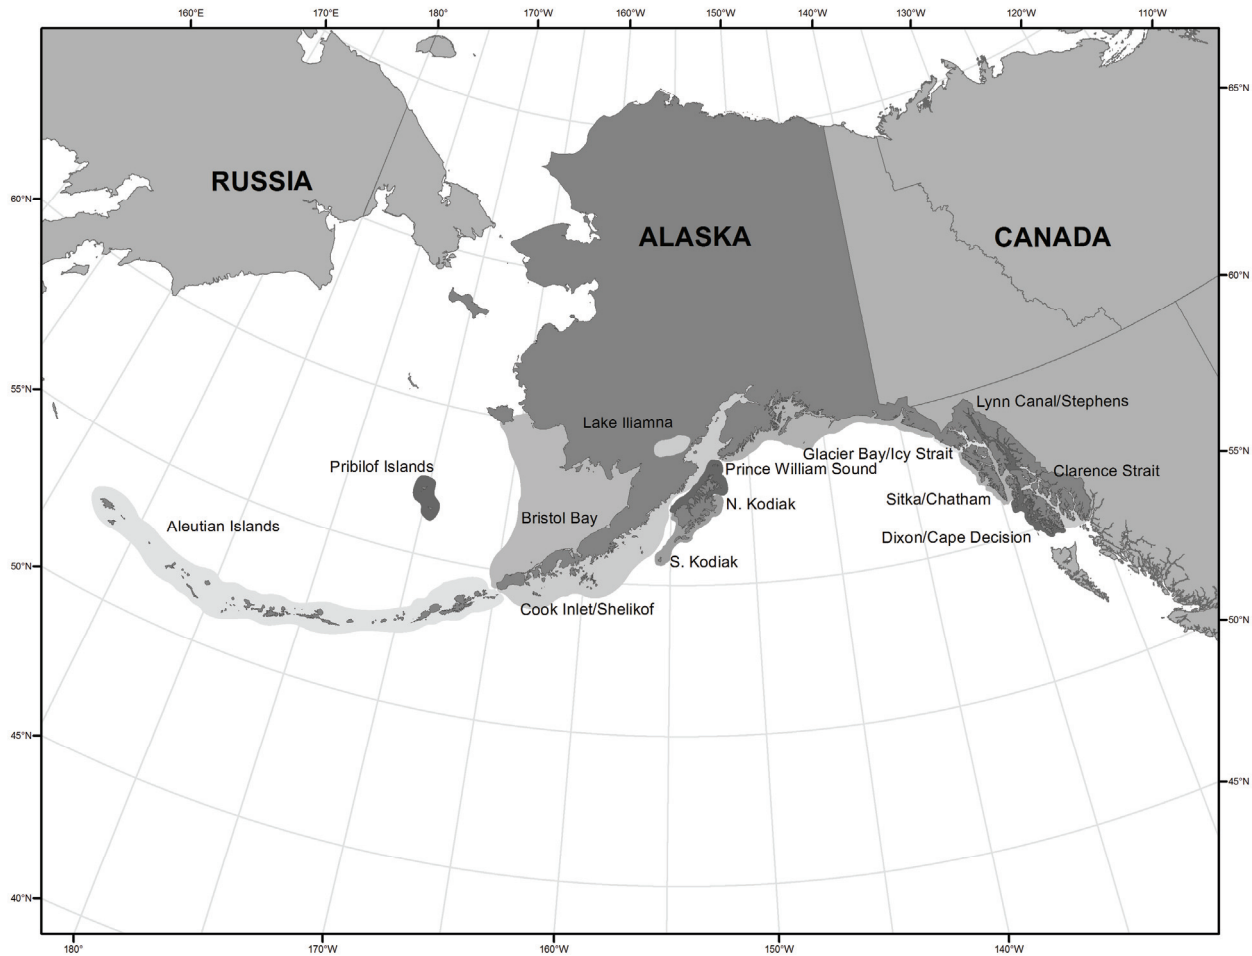 160°E 170°E 180° 170°W 160°W 150°W 140°W 130°W 120°W 110°W
65°N
RUSSIA
60°N
ALASKA
CANADA
60°N
55°N
Lynn Canal/Stephens
Lake Iliamna
55°N
Glacier Bay/Icy Strait
Pribilof Islands
Prince William Sound
Clarence Strait
Sitka/Chatham
N. Kodiak
Bristol Bay
Aleutian Islands
Dixon/Cape Decision
S. Kodiak
50°N
Cook Inlet/Shelikof
50°N
45°N
45°N
40°N
180° 170°W 160°W 150°W 140°W